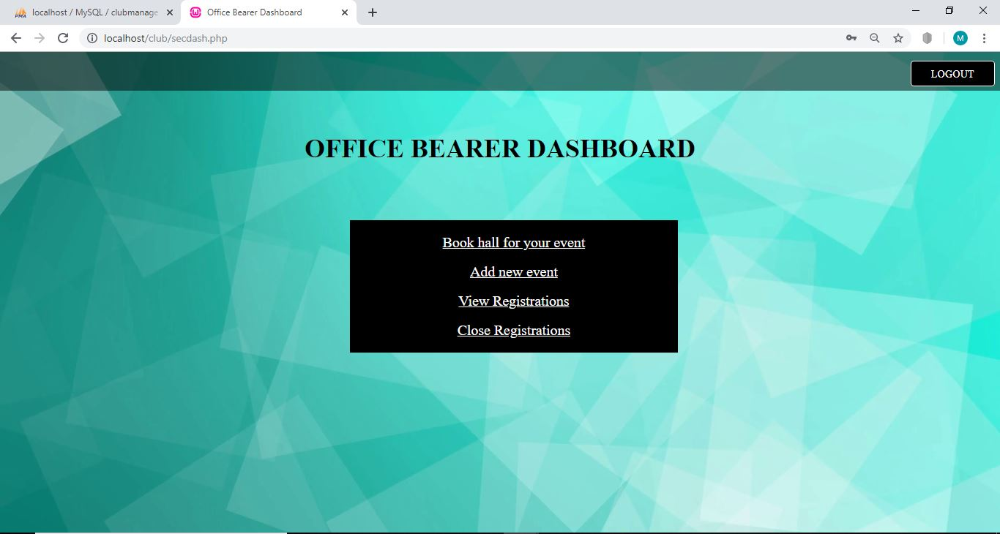 PMA
localhost / MySQL / clubmanage
Office Bearer Dashboard
localhost/club/secdash.php
M
LOGOUT
OFFICE BEARER DASHBOARD
Book hall for your event
Add new event
View Registrations
Close Registrations